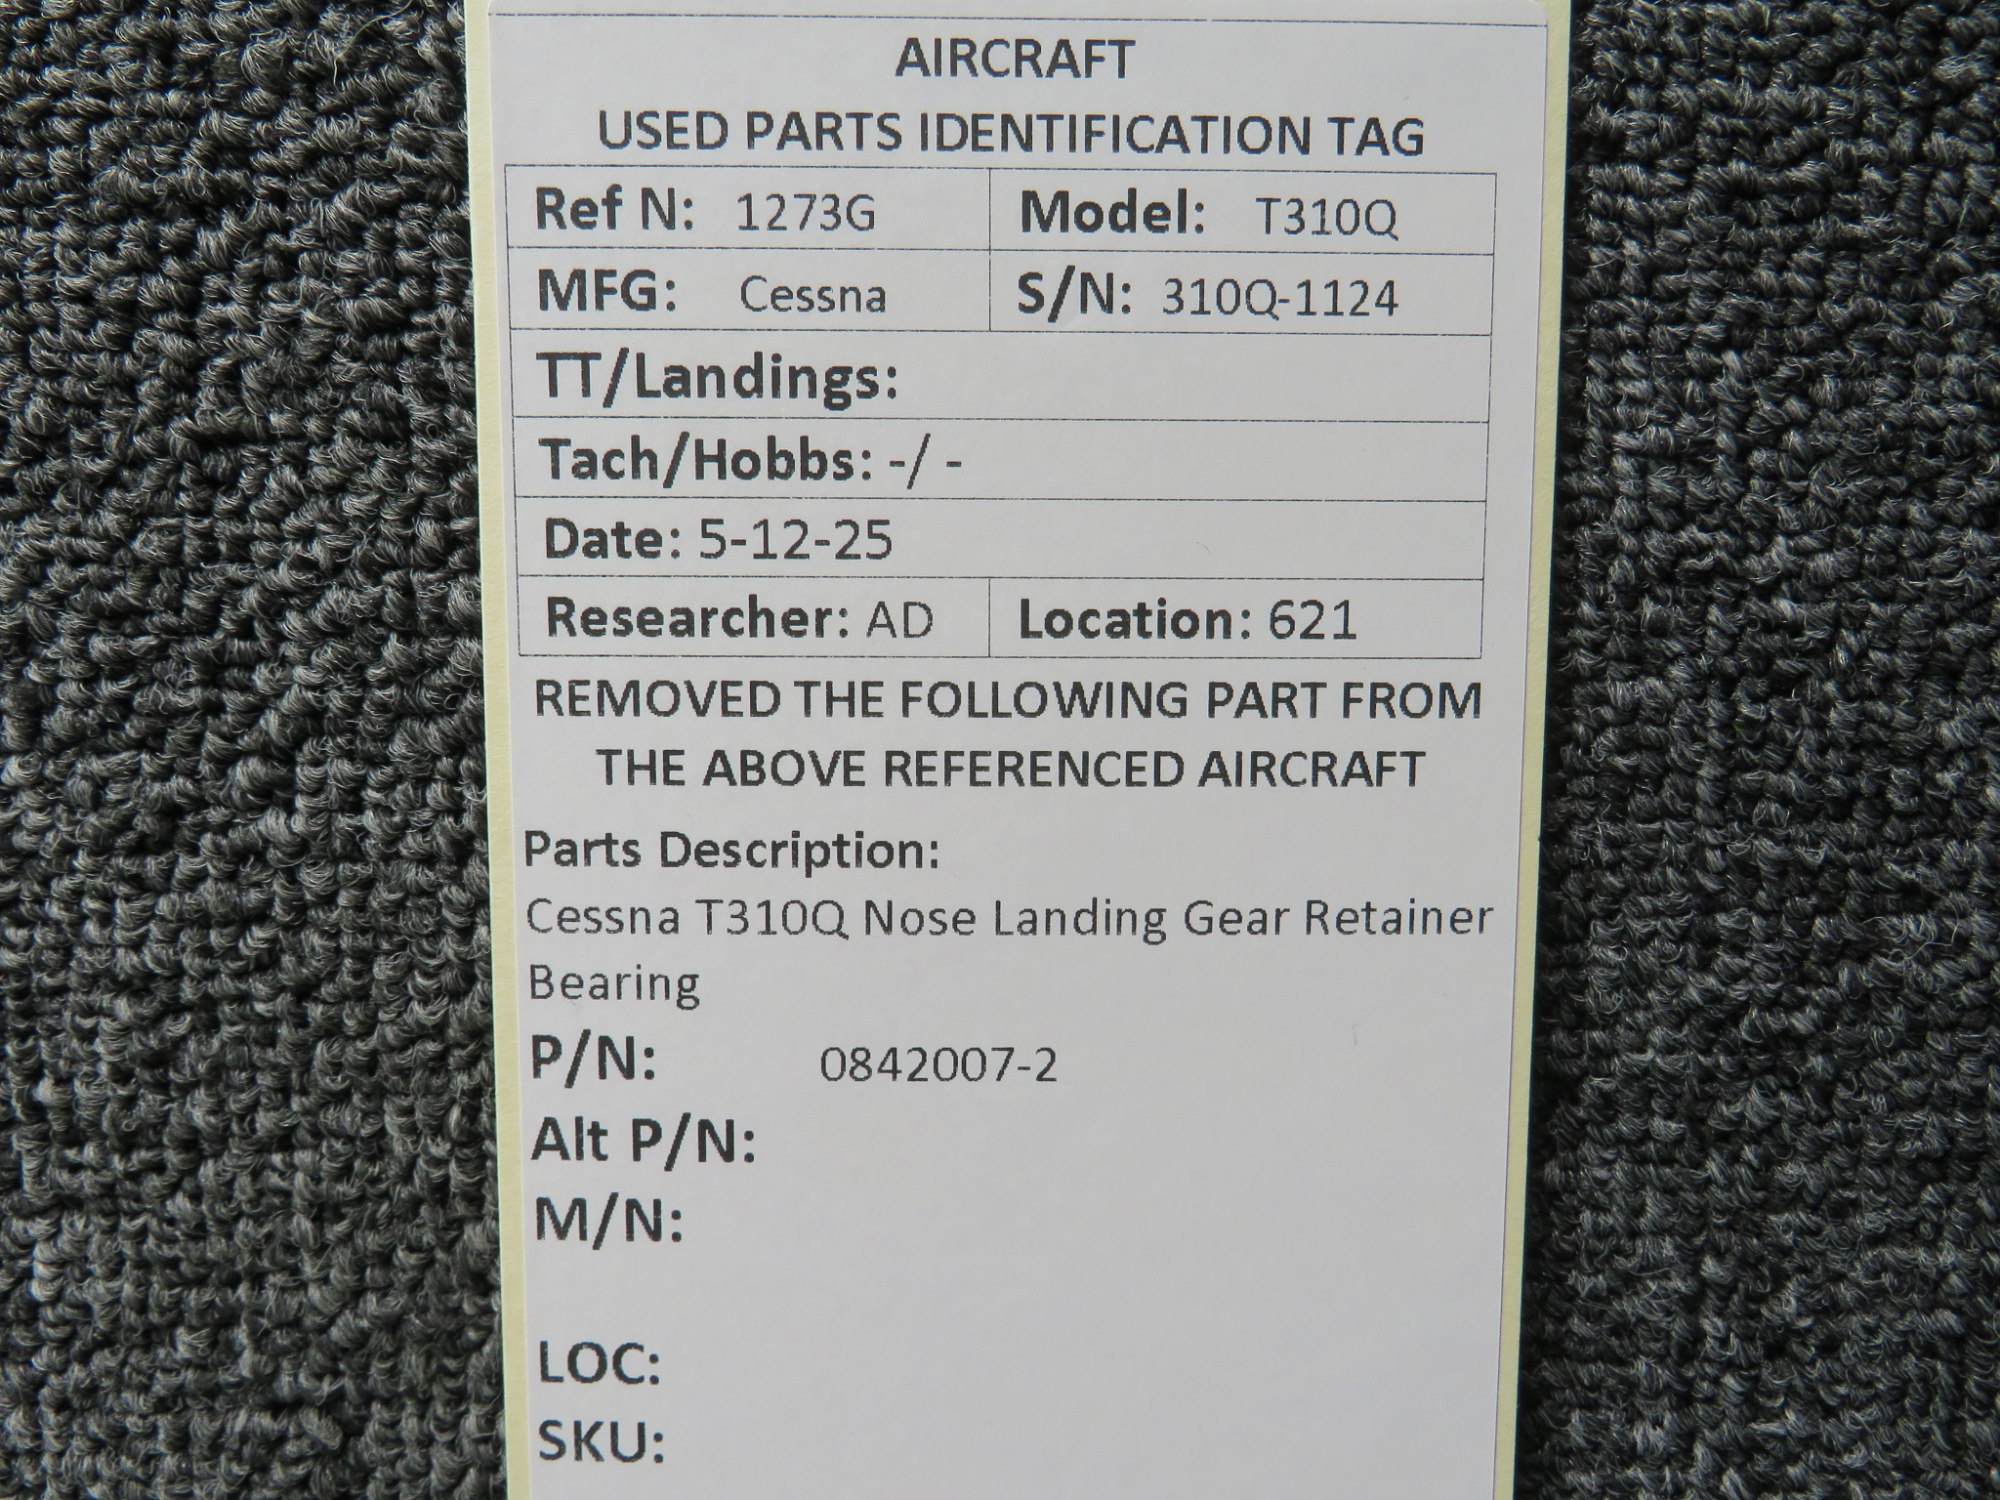 AIRCRAFT
USED PARTS IDENTIFICATION TAG
Ref N: 1273G Model: T310Q
MFG: Cessna S/N: 310Q-1124
TT/Landings:
Tach/Hobbs: -/ -
Date: 5-12-25
Researcher: AD Location: 621
REMOVED THE FOLLOWING PART FROM
THE ABOVE REFERENCED AIRCRAFT
Parts Description:
Cessna T310Q Nose Landing Gear Retainer
Bearing
P/N: 0842007-2
Alt P/N:
M/N:
LOC:
SKU: